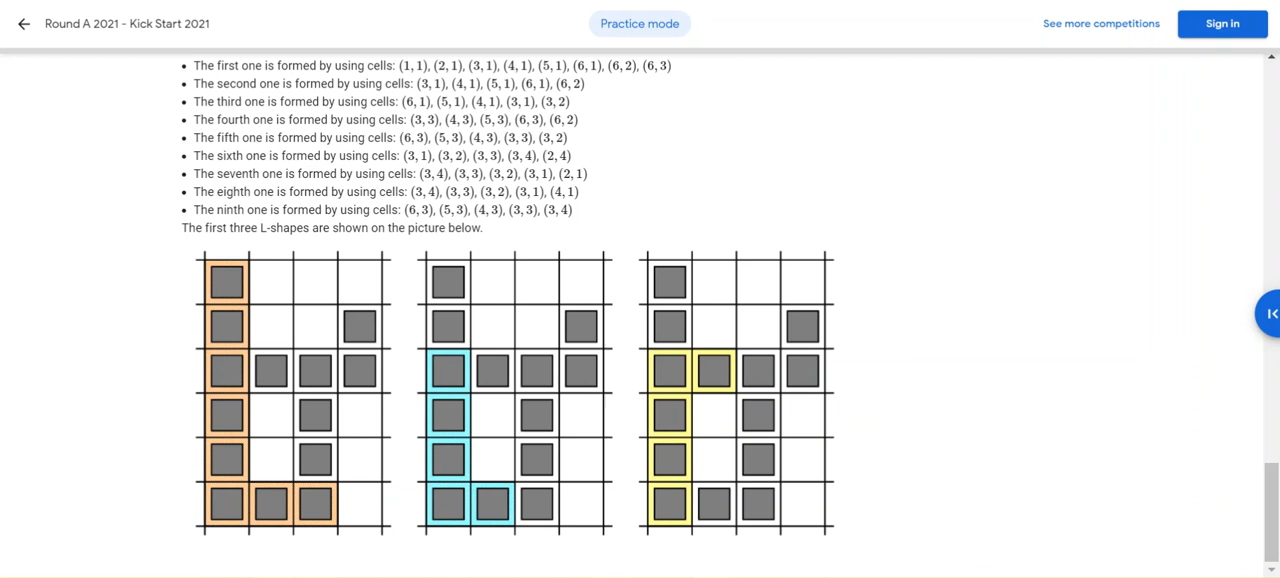 Round A 2021 - Kick Start 2021
Practice mode
See more competitions
Sign in
• The first one is formed by using cells: (1, 1), (2, 1), (3, 1), (4, 1), (5, 1), (6, 1), (6, 2), (6, 3)
• The second one is formed by using cells: (3, 1), (4, 1), (5, 1), (6, 1), (6, 2)
• The third one is formed by using cells: (6, 1), (5, 1), (4, 1), (3, 1), (3, 2)
• The fourth one is formed by using cells: (3, 3), (4, 3), (5, 3), (6, 3), (6, 2)
• The fifth one is formed by using cells: (6, 3), (5, 3), (4, 3), (3, 3), (3, 2)
• The sixth one is formed by using cells: (3, 1), (3, 2), (3, 3), (3, 4), (2, 4)
• The seventh one is formed by using cells: (3, 4), (3, 3), (3, 2), (3, 1), (2, 1)
• The eighth one is formed by using cells: (3, 4), (3, 3), (3, 2), (3, 1), (4, 1)
• The ninth one is formed by using cells: (6, 3), (5, 3), (4, 3), (3, 3), (3, 4)
The first three L-shapes are shown on the picture below.